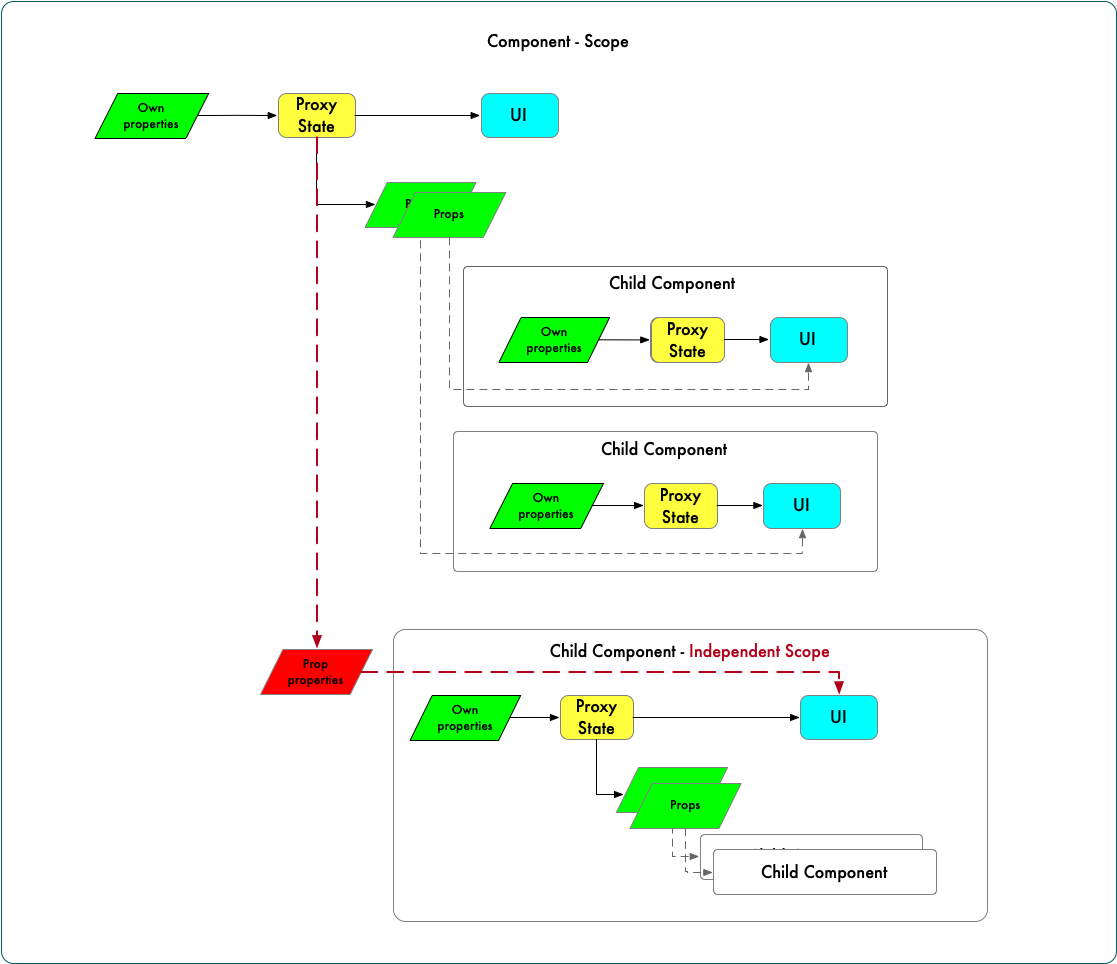 Component - Scope
Own
properties
Proxy
State
UI
Props
Child Component
Own
properties
Proxy
State
UI
Child Component
Own
properties
Proxy
State
UI
Prop
properties
Child Component - Independent Scope
Own
properties
Proxy
State
UI
Props
Child Component